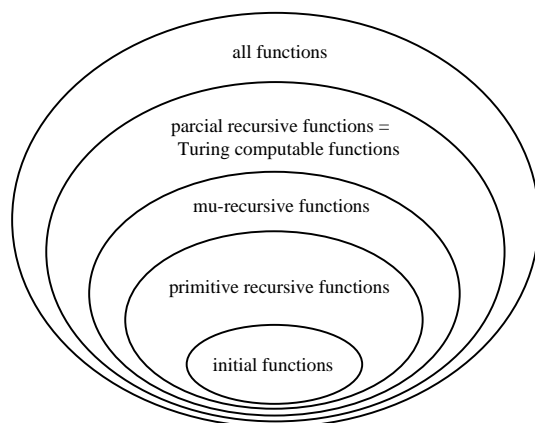 all functions
parcial recursive functions =
Turing computable functions
mu-recursive functions
primitive recursive functions
initial functions